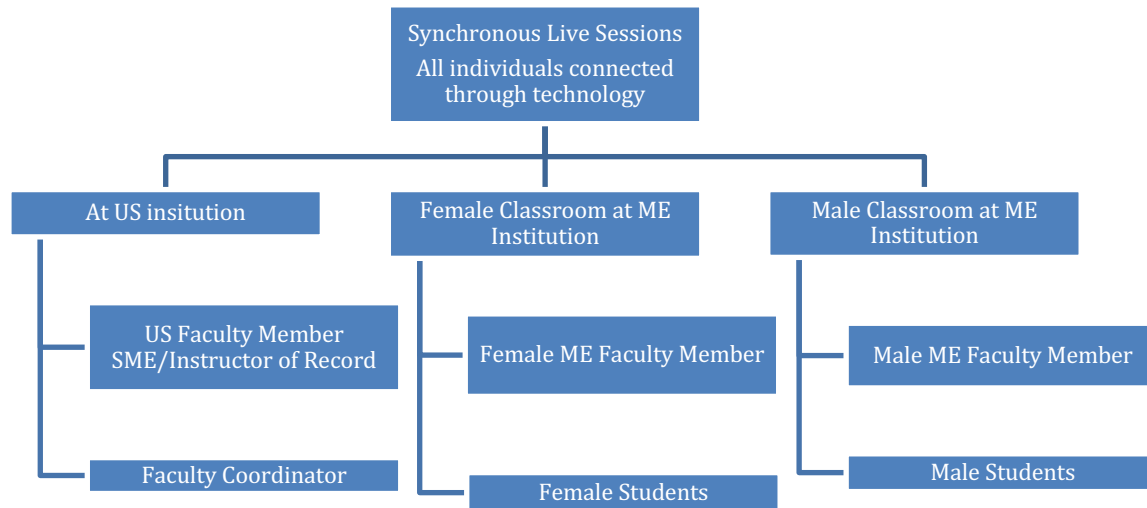 Synchronous Live Sessions
All individuals connected
through technology
At US insitution
Female Classroom at ME
Institution
Male Classroom at ME
Institution
US Faculty Member
SME/Instructor of Record
Female ME Faculty Member
Male ME Faculty Member
Faculty Coordinator
Female Students
Male Students